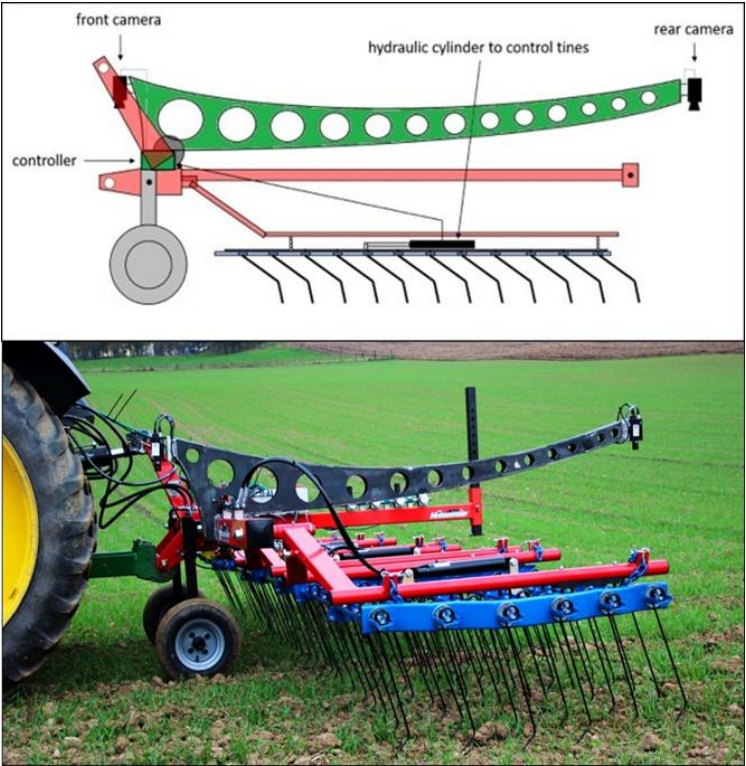 front camera
rear camera
hydraulic cylinder to control tines
controller